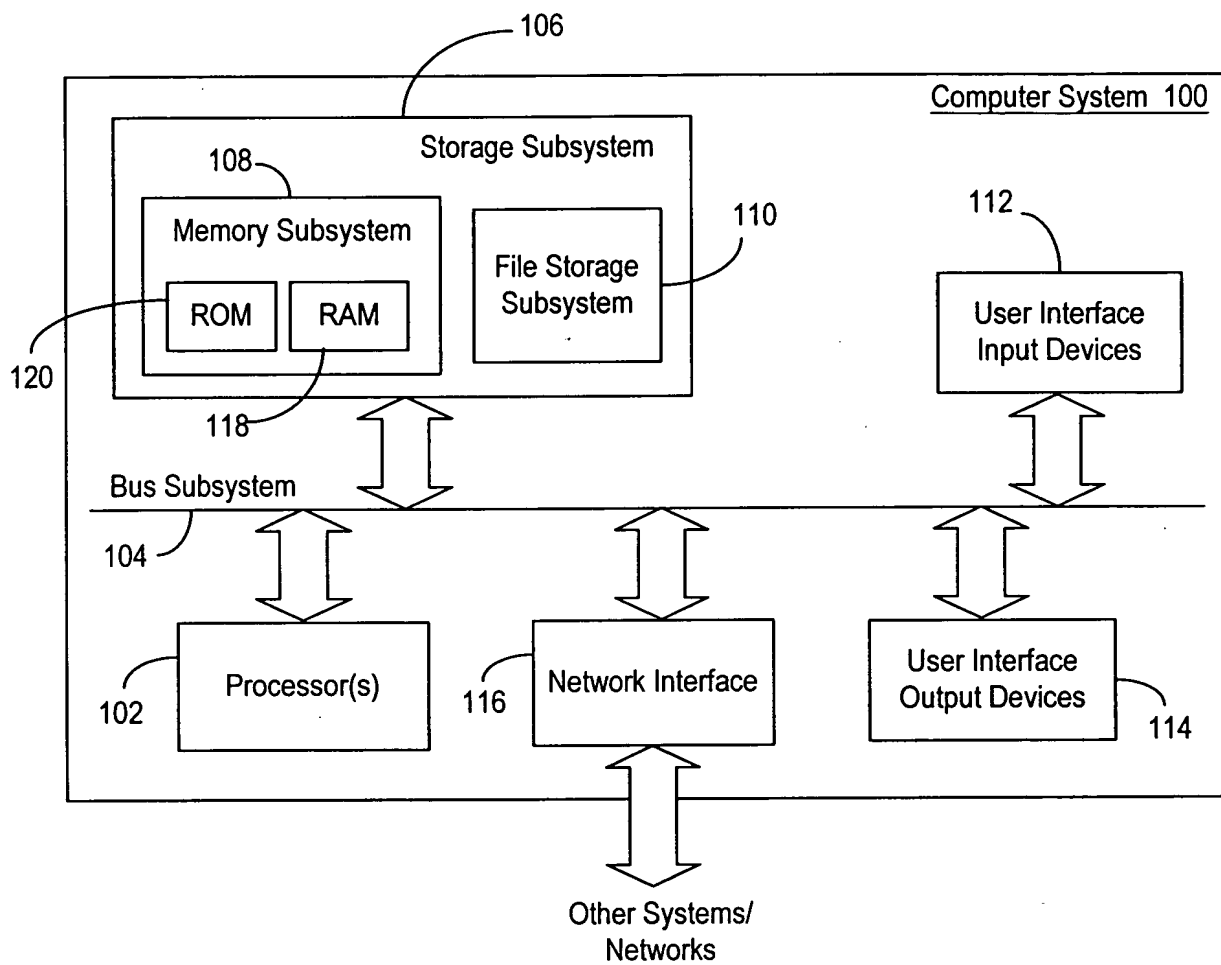 106
Computer System 100
Storage Subsystem
108
Memory Subsystem
ROM
RAM
File Storage
Subsystem
110
112
User Interface
Input Devices
120
118
Bus Subsystem
104
Processor(s)
102
Network Interface
116
User Interface
Output Devices
114
Other Systems/
Networks